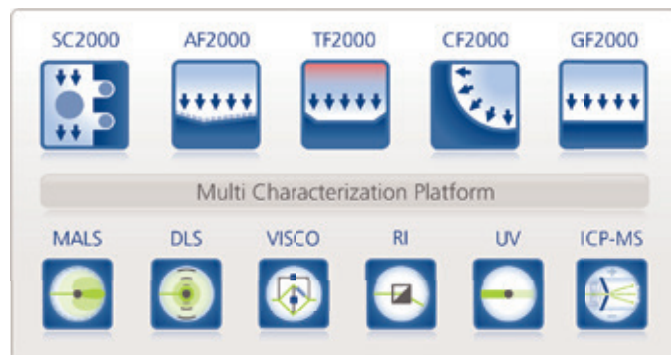 SC2000 AF2000 TF2000 CF2000 GF2000
Multi Characterization Platform
MALS DLS VISCO RI UV ICP-MS